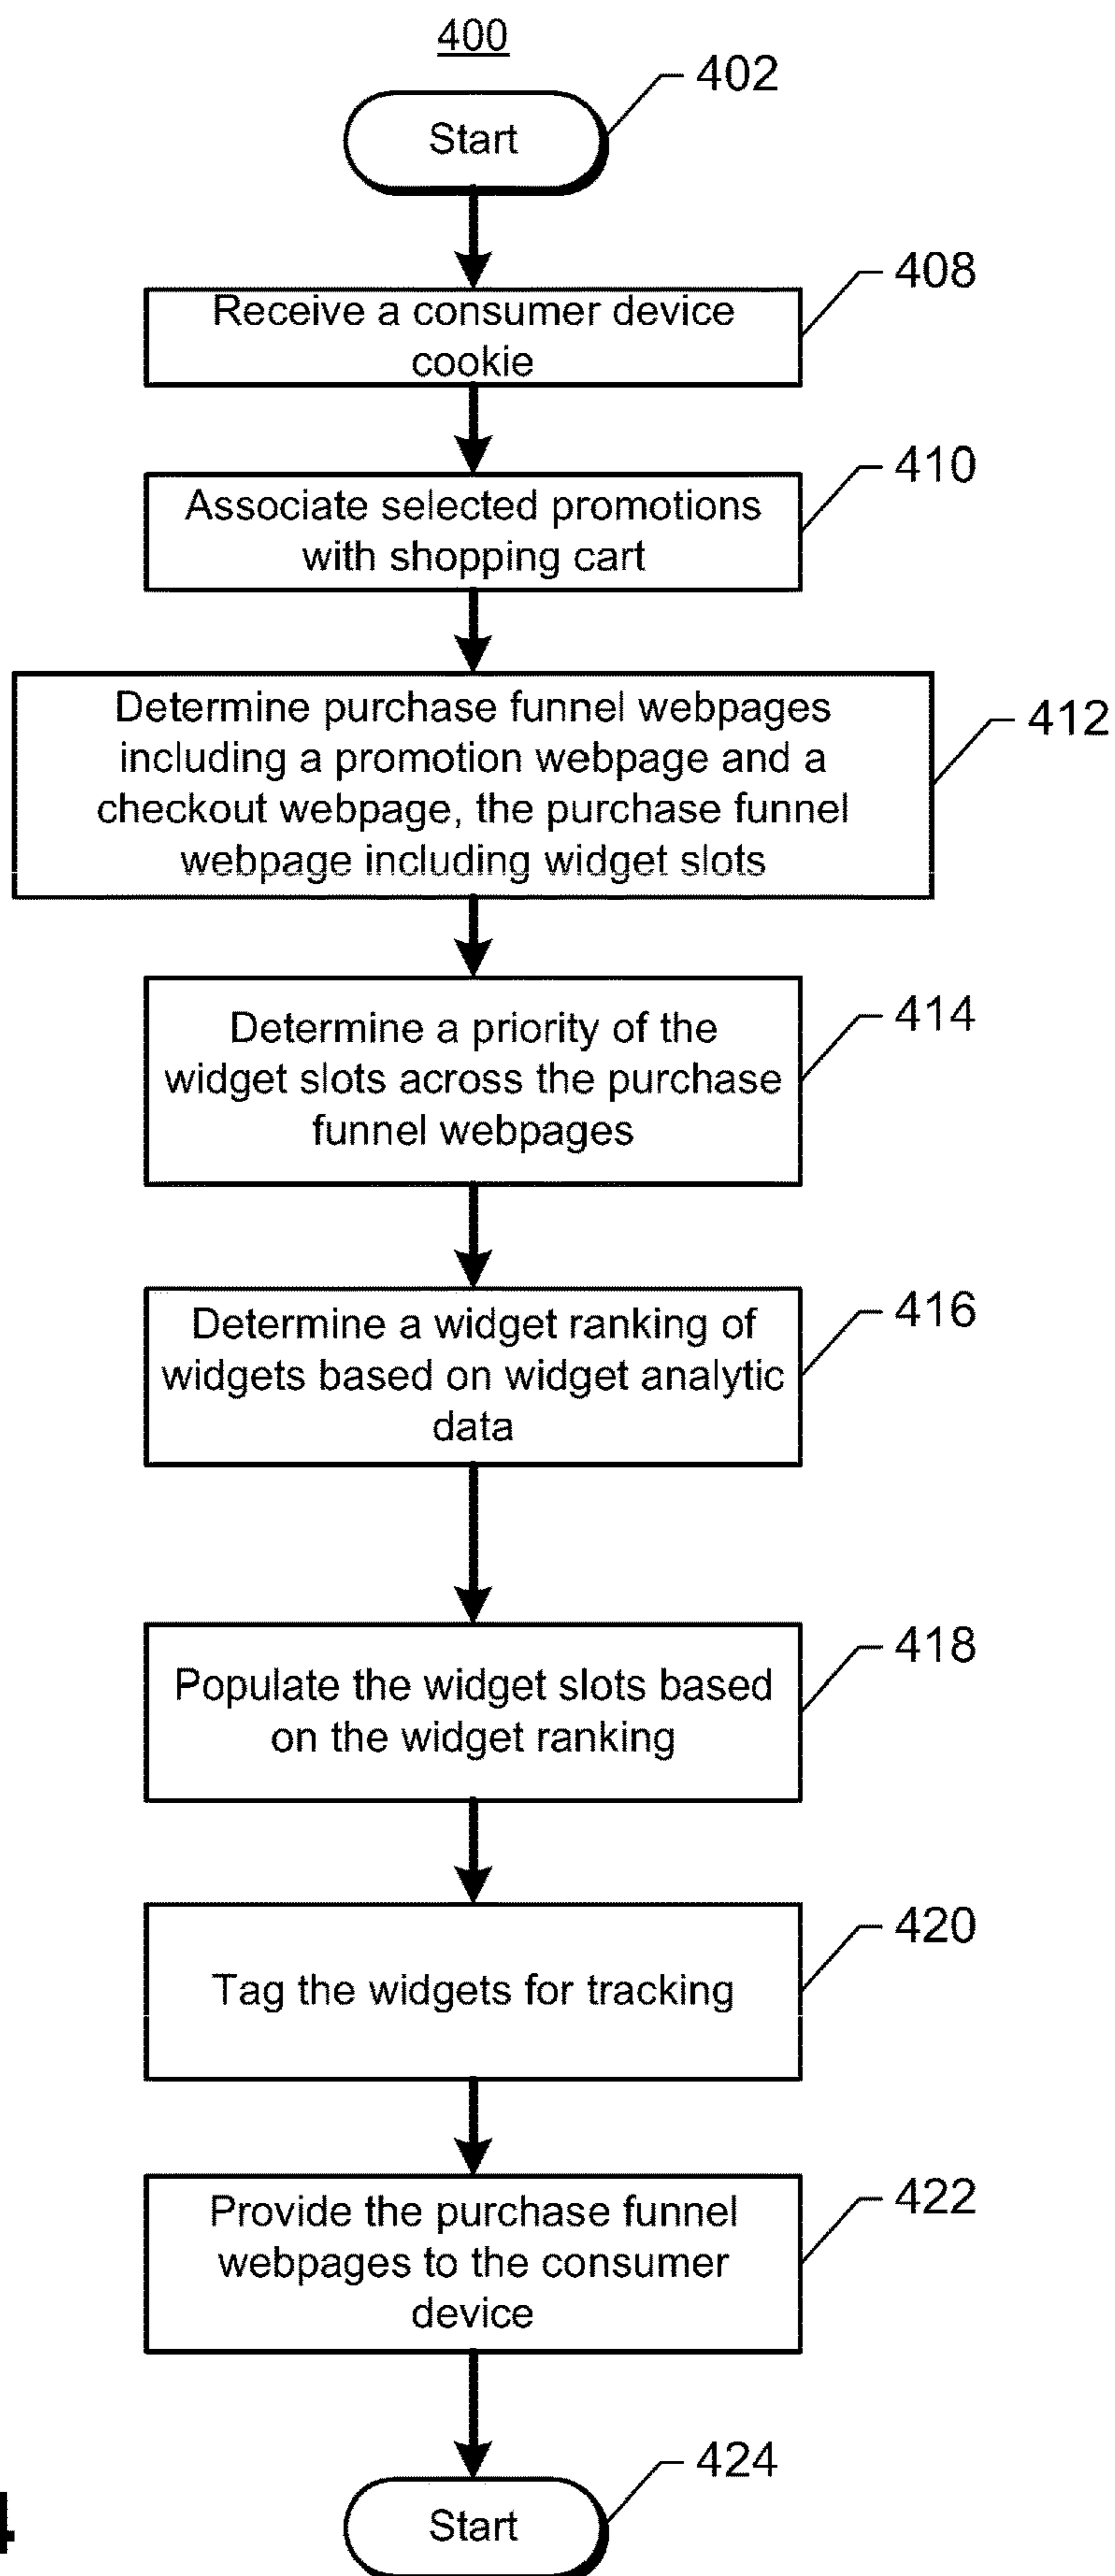 400
402
Start
408
Receive a consumer device
cookie
410
Associate selected promotions
with shopping cart
412
Determine purchase funnel webpages
including a promotion webpage and a
checkout webpage, the purchase funnel
webpage including widget slots
414
Determine a priority of the
widget slots across the purchase
funnel webpages
416
Determine a widget ranking of
widgets based on widget analytic
data
418
Populate the widget slots based
on the widget ranking
420
Tag the widgets for tracking
422
Provide the purchase funnel
webpages to the consumer
device
424
Start